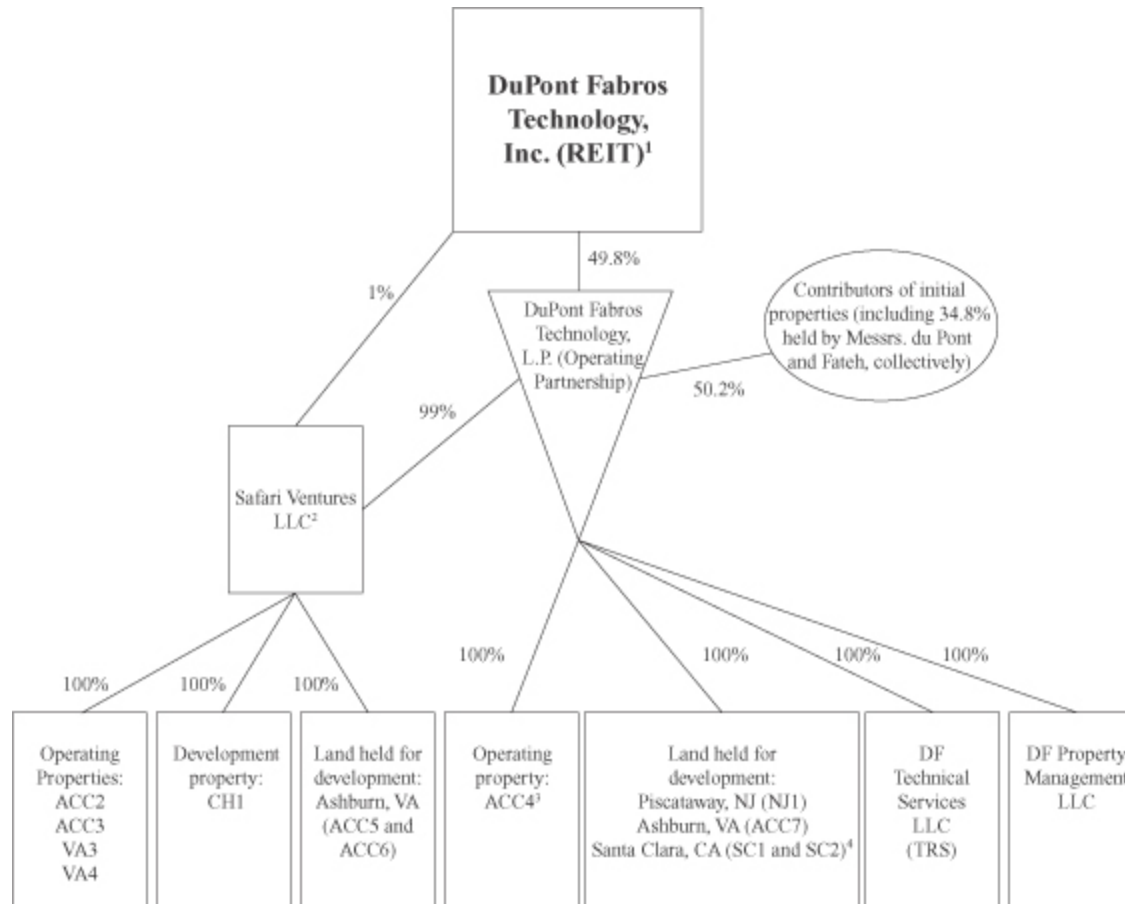 DuPont Fabros
Technology,
Inc. (REIT)¹
49.8%
1%
DuPont Fabros
Technology,
L.P. (Operating
Partnership)
Contributors of initial
properties (including 34.8%
held by Messrs. du Pont
and Fateh, collectively)
50.2%
99%
Safari Ventures
LLC²
100%
100%
100%
100%
100%
100%
100%
Operating
Properties:
ACC2
ACC3
VA3
VA4
Development
property:
CH1
Land held for
development:
Ashburn, VA
(ACC5 and
ACC6)
Operating
property:
ACC4³
Land held for
development:
Piscataway, NJ (NJ1)
Ashburn, VA (ACC7)
Santa Clara, CA (SC1 and SC2)⁴
DF
Technical
Services
LLC
(TRS)
DF Property
Management
LLC